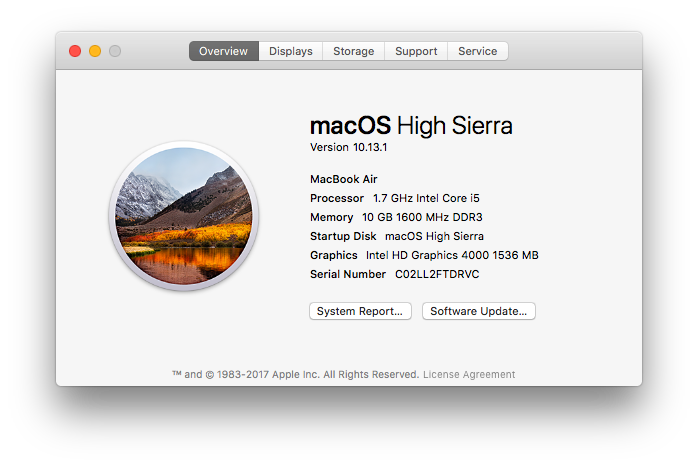 Overview Displays Storage Support Service
macOS High Sierra
Version 10.13.1
MacBook Air
Processor 1.7 GHz Intel Core i5
Memory 10 GB 1600 MHz DDR3
Startup Disk macOS High Sierra
Graphics Intel HD Graphics 4000 1536 MB
Serial Number C02LL2FTDRVC
System Report... Software Update...
™ and © 1983-2017 Apple Inc. All Rights Reserved. License Agreement